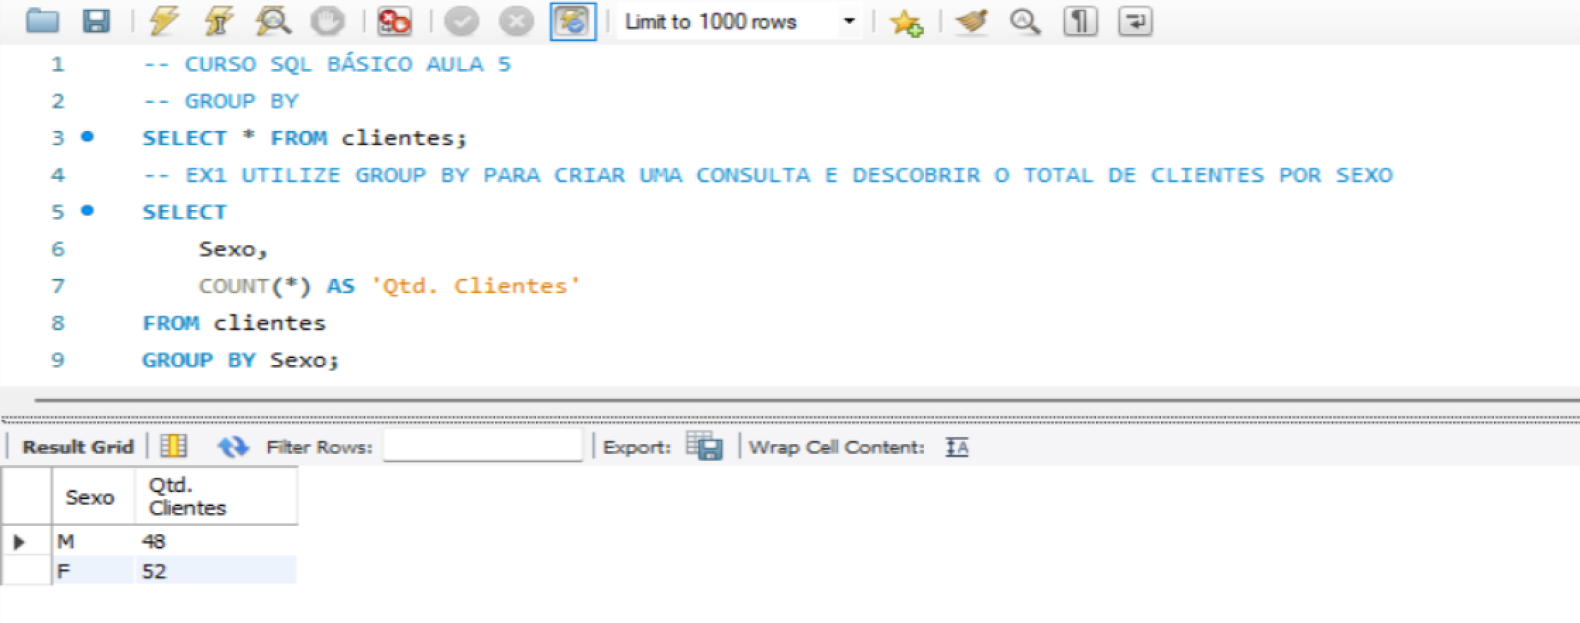 Limit to 1000 rows
1 -- CURSO SQL BÁSICO AULA 5
2 -- GROUP BY
3 SELECT * FROM clientes;
4 -- EX1 UTILIZE GROUP BY PARA CRIAR UMA CONSULTA E DESCOBRIR O TOTAL DE CLIENTES POR SEXO
5 SELECT
6 Sexo,
7 COUNT(*) AS 'Qtd. Clientes'
8 FROM clientes
9 GROUP BY Sexo;
Result Grid Filter Rows: Export: Wrap Cell Content: IA
Sexo Qtd. Clientes
M 48
F 52